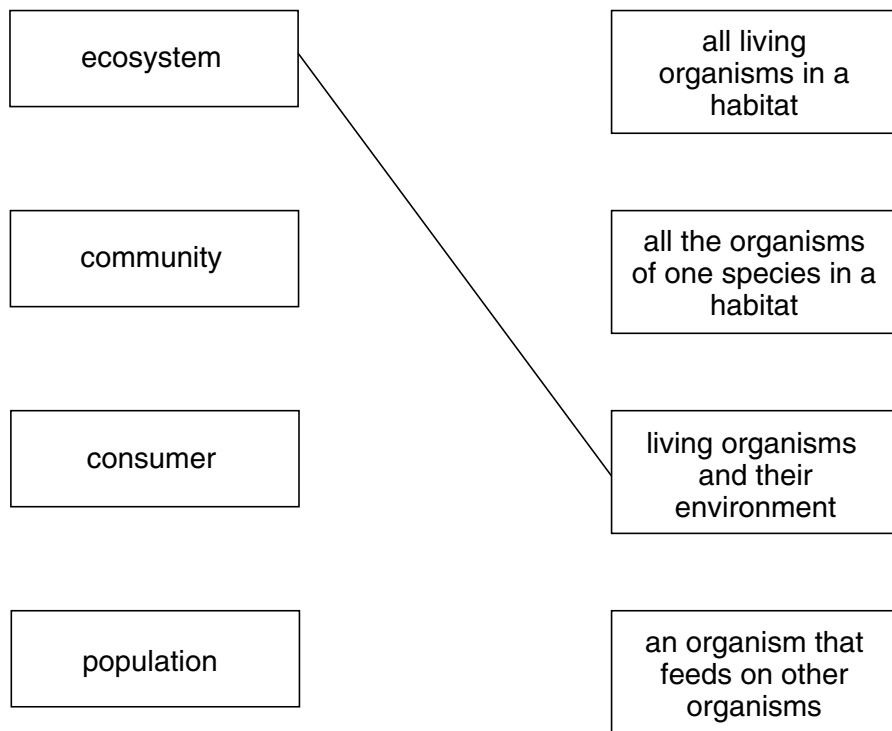 ecosystem
all living
organisms in a
habitat
community
all the organisms
of one species in a
habitat
consumer
living organisms
and their
environment
population
an organism that
feeds on other
organisms